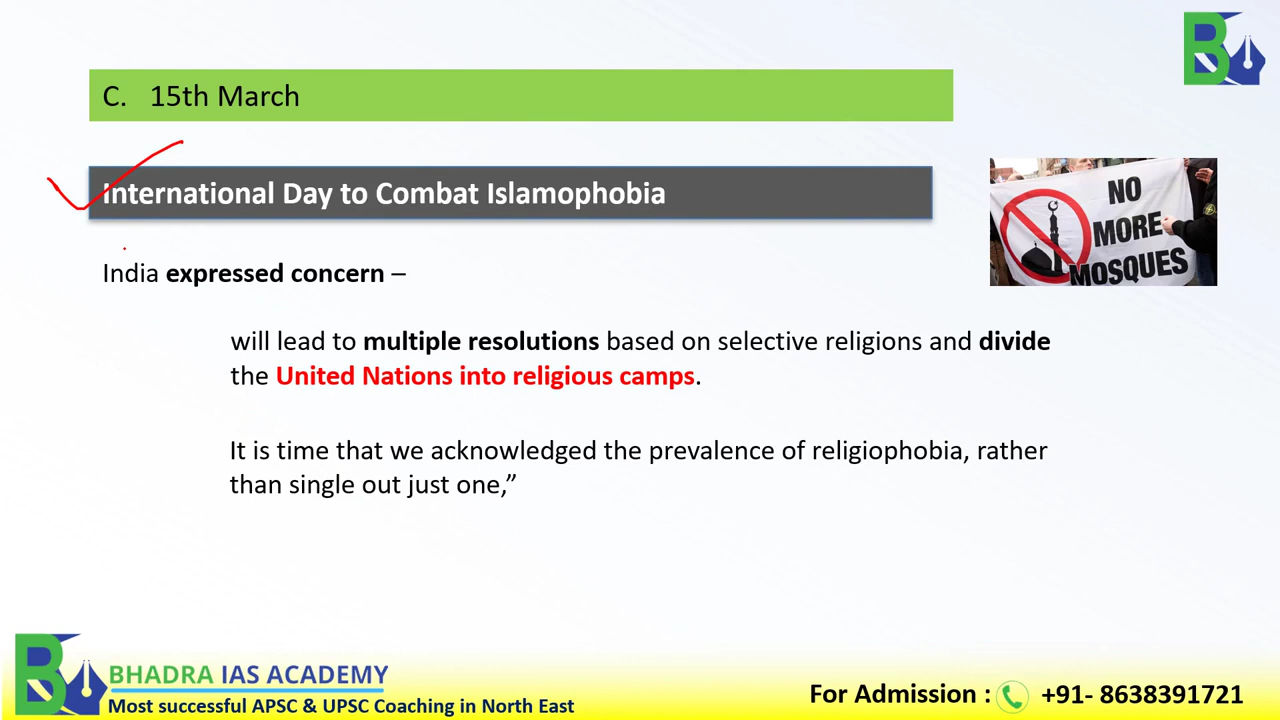 C. 15th March
International Day to Combat Islamophobia
NO
MORE
MOSQUES
India expressed concern –
will lead to multiple resolutions based on selective religions and divide
the United Nations into religious camps.
It is time that we acknowledged the prevalence of religiophobia, rather
than single out just one,”
BHADRA IAS ACADEMY
Most successful APSC & UPSC Coaching in North East
For Admission : +91- 8638391721